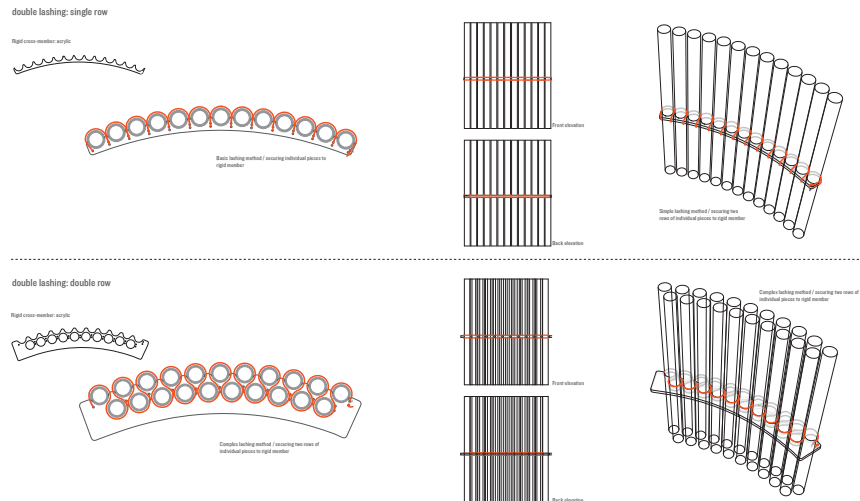 double lashing: single row
Rigid cross-member: acrylic
Basic lashing method / securing individual pieces to
rigid member
Front elevation
Back elevation
Simple lashing method / securing two
rows of individual pieces to rigid member
double lashing: double row
Rigid cross-member: acrylic
Complex lashing method / securing two rows of
individual pieces to rigid member
Front elevation
Back elevation
Complex lashing method / securing two rows of
individual pieces to rigid member